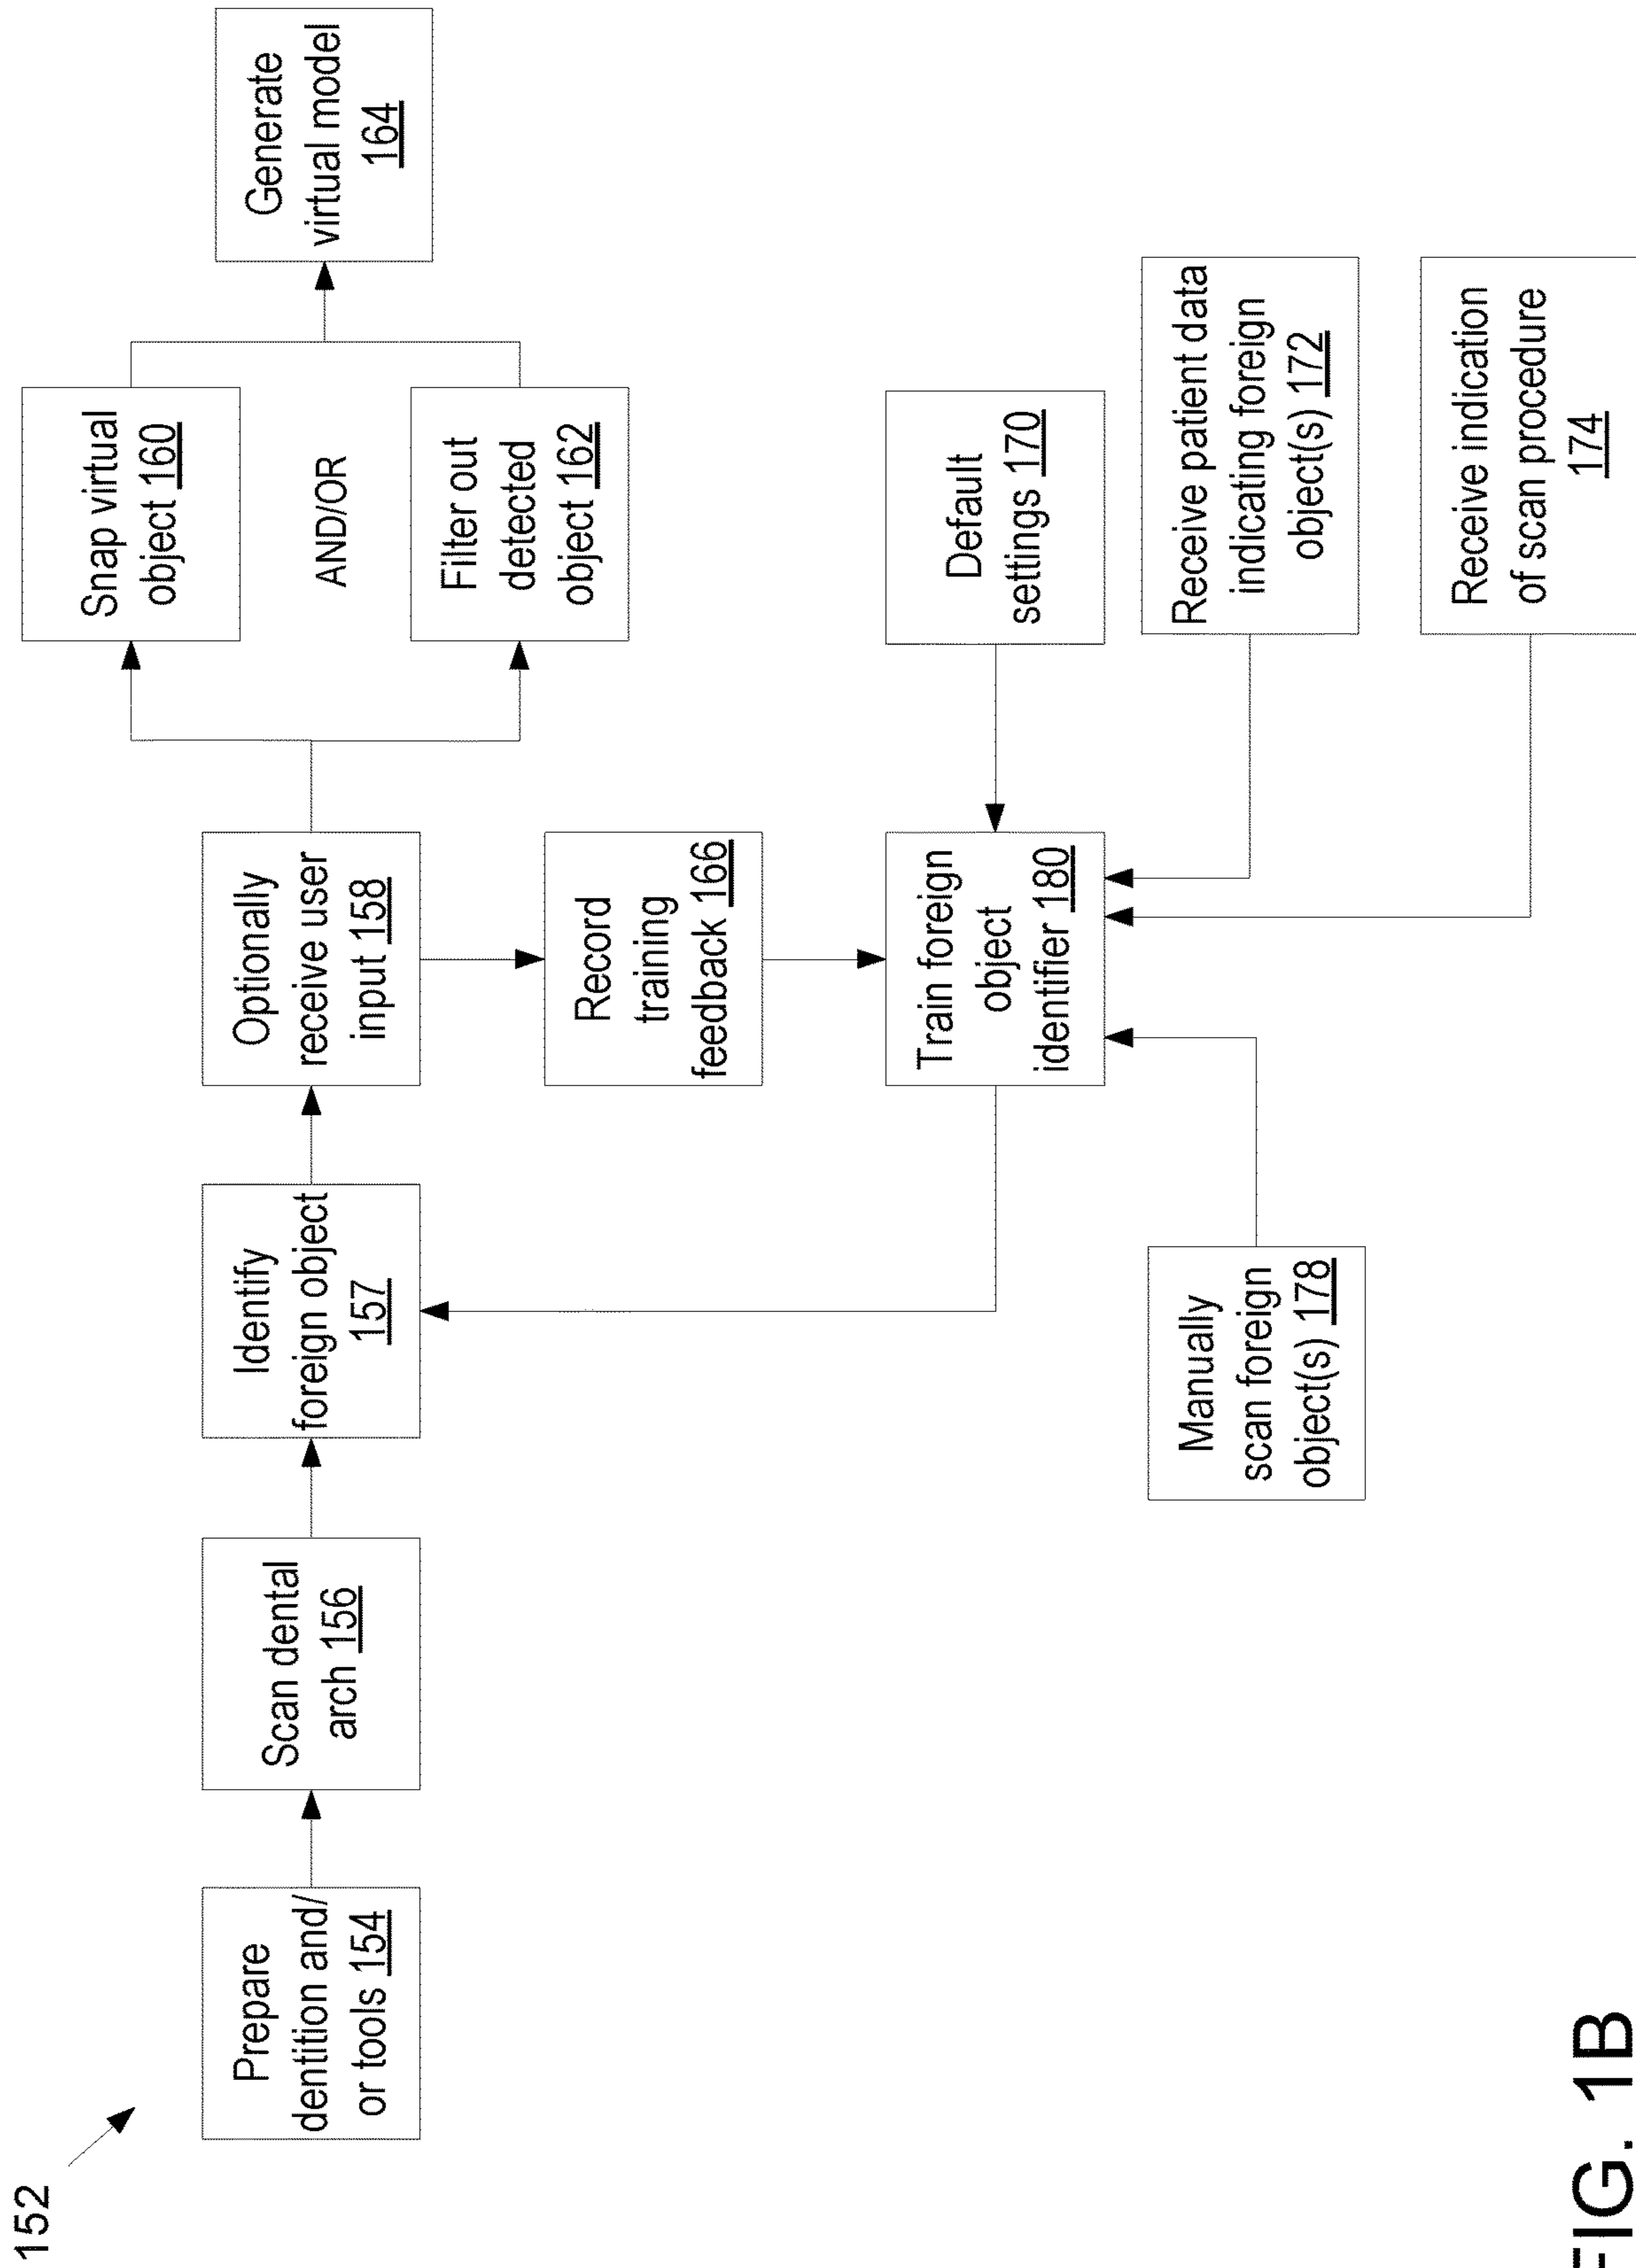 152
Prepare
dentition and/
or tools 154
Scan dental
arch 156
Identify
foreign object
157
Optionally
receive user
input 158
Snap virtual
object 160
AND/OR
Filter out
detected
object 162
Generate
virtual model
164
Record
training
feedback 166
Train foreign
object
identifier 180
Default
settings 170
Receive patient data
indicating foreign
object(s) 172
Receive indication
of scan procedure
174
Manually
scan foreign
object(s) 178
FIG. 1B